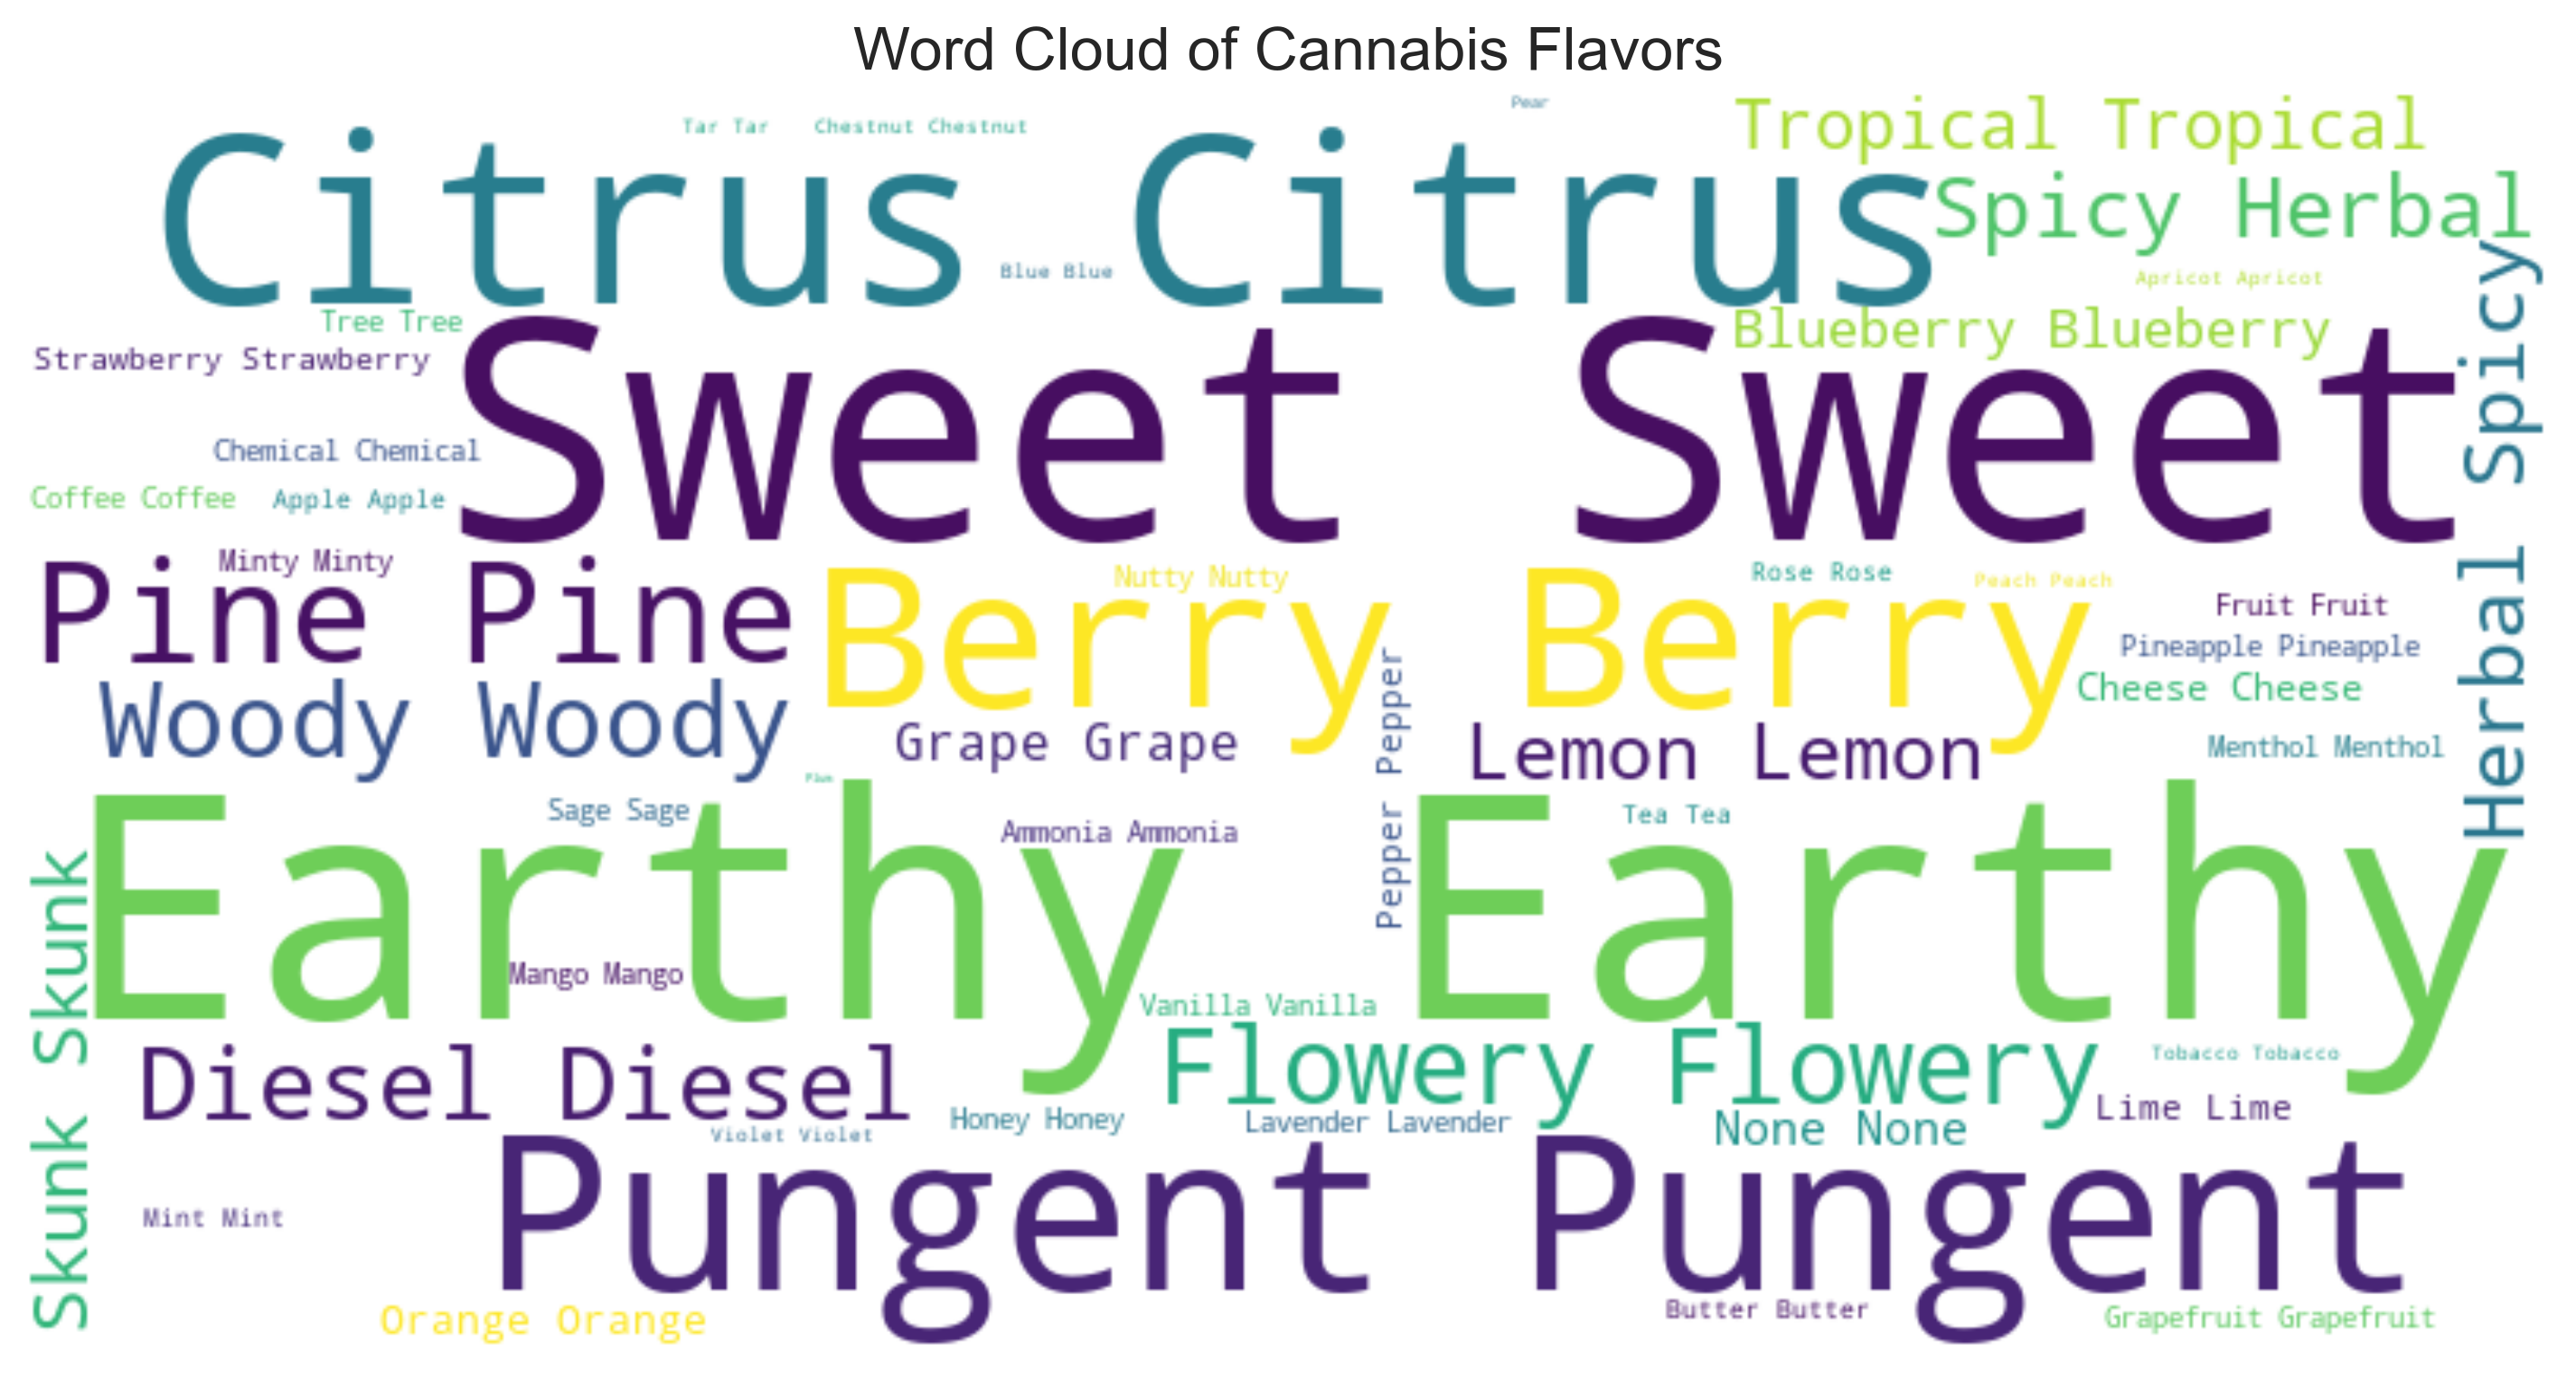 Word Cloud of Cannabis Flavors
Pear
Tropical Tropical
Tar Tar
Chestnut Chestnut
Citrus Citrus
Spicy Herbal
Blue Blue
Apricot Apricot
Tree Tree
Blueberry Blueberry
Strawberry Strawberry
Sweet Sweet
Herbal Spicy
Chemical Chemical
Coffee Coffee
Apple Apple
Minty Minty
Pine Pine
Berry Berry
Nutty Nutty
Rose Rose
Peach Peach
Fruit Fruit
Pineapple Pineapple
Cheese Cheese
Woody Woody
Grape Grape
Pepper Pepper
Lemon Lemon
Menthol Menthol
Plum
Sage Sage
Ammonia Ammonia
Tea Tea
Earthy Earthy
Skunk Skunk
Mango Mango
Vanilla Vanilla
Diesel Diesel
Flowery Flowery
Tobacco Tobacco
Lime Lime
Honey Honey
Lavender Lavender
None None
Violet Violet
Pungent Pungent
Mint Mint
Orange Orange
Butter Butter
Grapefruit Grapefruit